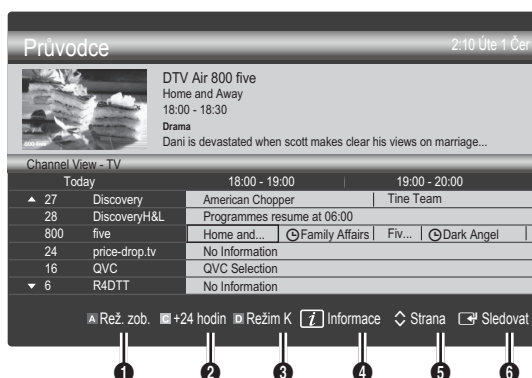 Průvodce 2:10 Úte 1 Čer
DTV Air 800 five
Home and Away
18:00 - 18:30
Drama
Dani is devastated when scott makes clear his views on marriage...
Channel View - TV
Today 18:00 - 19:00 19:00 - 20:00
▲ 27 Discovery American Chopper Tine Team
28 DiscoveryH&L Programmes resume at 06:00
800 five Home and... Family Affairs Fiv... Dark Angel
24 price-drop.tv No Information
16 QVC QVC Selection
▼ 6 R4DTT No Information
A Rež. zob. C +24 hodin D Režim K i Informace Strana Sledovat
1 2 3 4 5 6